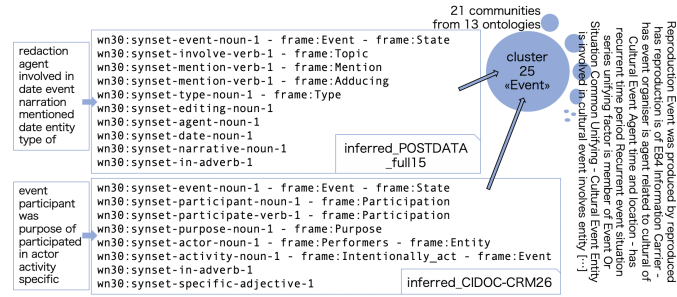 21 communities
from 13 ontologies
redaction
agent
involved in
date event
narration
mentioned
date entity
type of
wn30:synset-event-noun-1 - frame:Event - frame:State
wn30:synset-involve-verb-1 - frame:Topic
wn30:synset-mention-verb-1 - frame:Mention
wn30:synset-mention-verb-1 - frame:Adducing
wn30:synset-type-noun-1 - frame:Type
wn30:synset-editing-noun-1
wn30:synset-agent-noun-1
wn30:synset-date-noun-1
wn30:synset-narrative-noun-1
wn30:synset-in-adverb-1
inferred_POSTDATA
_full15
cluster
25
«Event»
event
participant
was
purpose of
participated
in actor
activity
specific
wn30:synset-event-noun-1 - frame:Event - frame:State
wn30:synset-participant-noun-1 - frame:Participation
wn30:synset-participate-verb-1 - frame:Participation
wn30:synset-purpose-noun-1 - frame:Purpose
wn30:synset-actor-noun-1 - frame:Performers - frame:Entity
wn30:synset-activity-noun-1 - frame:Intentionally_act - frame:Event
wn30:synset-in-adverb-1
wn30:synset-specific-adjective-1
inferred_CIDOC-CRM26
Reproduction Event was produced by reproduced
has reproduction is of EB4 Information Carrier -
has event organiser is agent related to cultural of
Cultural Event Agent time and location - has
recurrent time period Recurrent event situation
series unifying factor is member of Event Or
Situation Common Unifying - Cultural Event Entity
is involved in cultural event involves entity [···]